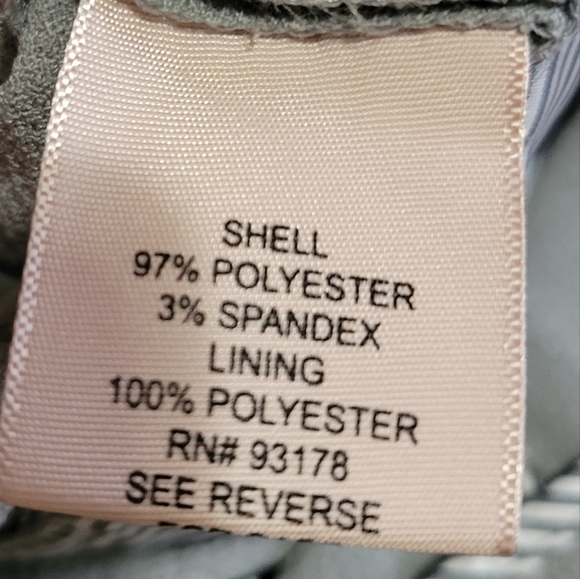 SHELL
97% POLYESTER
3% SPANDEX
LINING
100% POLYESTER
RN# 93178
SEE REVERSE